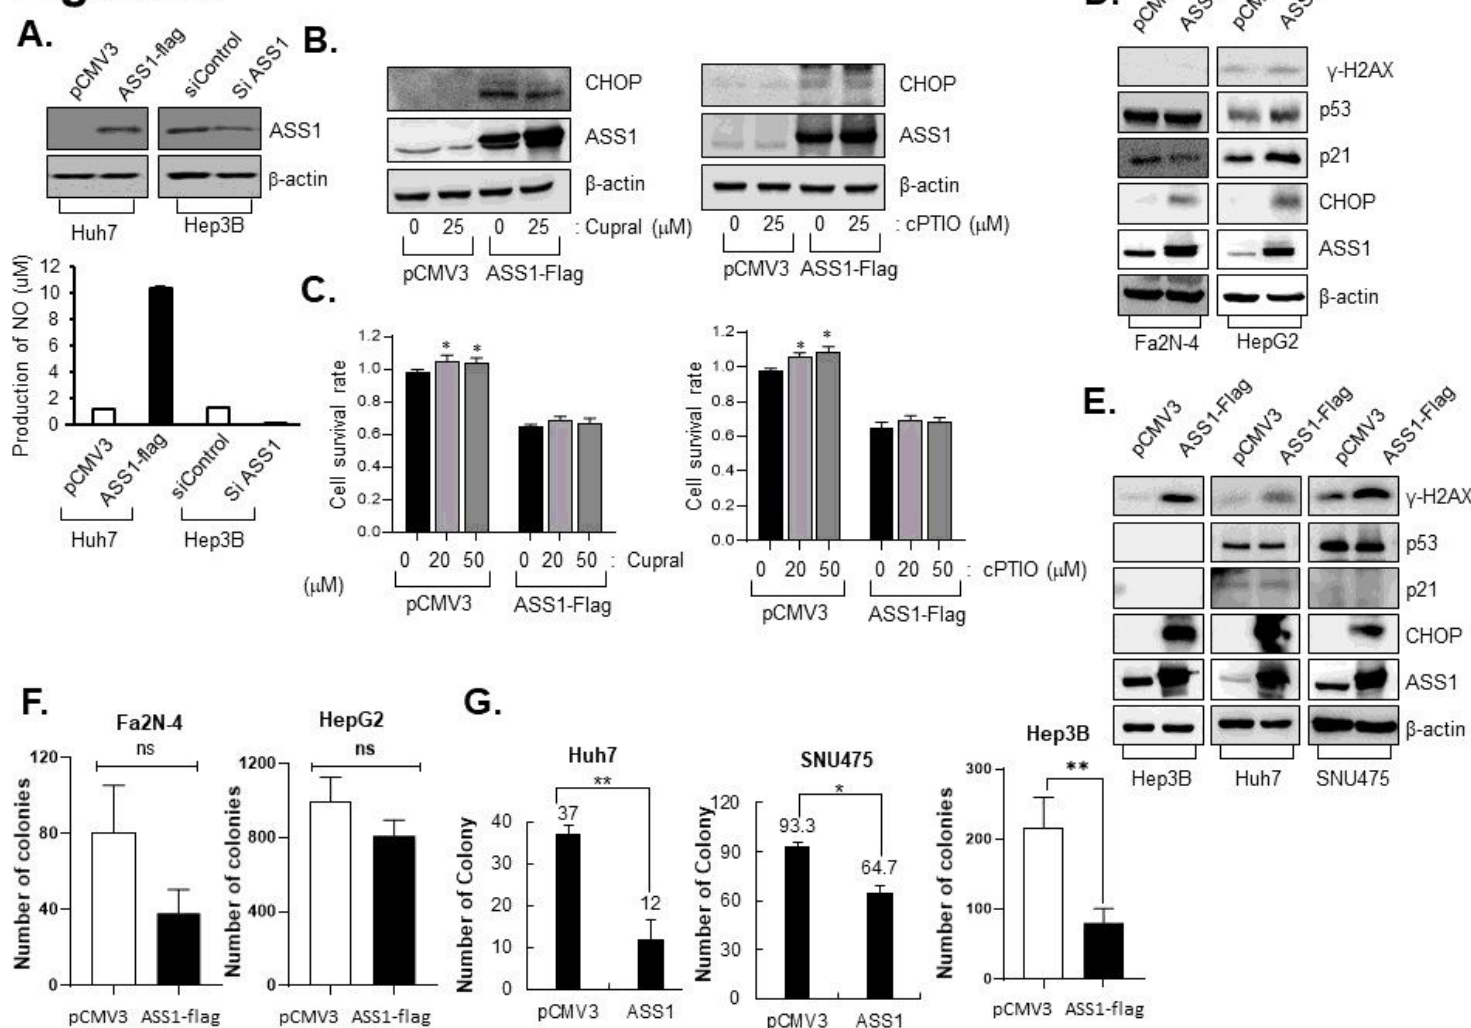 A.
pCMV3 ASS1-flag siControl Si ASS1
ASS1
β-actin
Huh7 Hep3B
Production of NO (uM)
12
10
8
6
4
2
0
pCMV3 ASS1-flag siControl Si ASS1
Huh7 Hep3B
B.
CHOP
ASS1
β-actin
0 25 0 25 : Cupral (μM)
pCMV3 ASS1-Flag
CHOP
ASS1
β-actin
0 25 0 25 : cPTIO (μM)
pCMV3 ASS1-Flag
C.
Cell survival rate
1.2
1.0
0.8
0.6
0.4
0.2
0.0
* *
0 20 50 0 20 50 : Cupral
(μM)
pCMV3 ASS1-Flag
Cell survival rate
1.2
1.0
0.8
0.6
0.4
0.2
0.0
* *
0 20 50 0 20 50 : cPTIO (μM)
pCMV3 ASS1-Flag
D.
γ-H2AX
p53
p21
CHOP
ASS1
β-actin
Fa2N-4 HepG2
E.
pCMV3 ASS1-Flag pCMV3 ASS1-Flag pCMV3 ASS1-Flag
γ-H2AX
p53
p21
CHOP
ASS1
β-actin
Hep3B Huh7 SNU475
F.
Fa2N-4
ns
Number of colonies
120
80
40
0
pCMV3 ASS1-flag
HepG2
ns
Number of colonies
1200
800
400
0
pCMV3 ASS1-flag
G.
Huh7
**
Number of Colony
40
30
20
10
0
37
12
pCMV3 ASS1
SNU475
*
Number of Colony
120
90
60
30
0
93.3
64.7
pCMV3 ASS1
Hep3B
**
Number of colonies
300
200
100
0
pCMV3 ASS1-flag